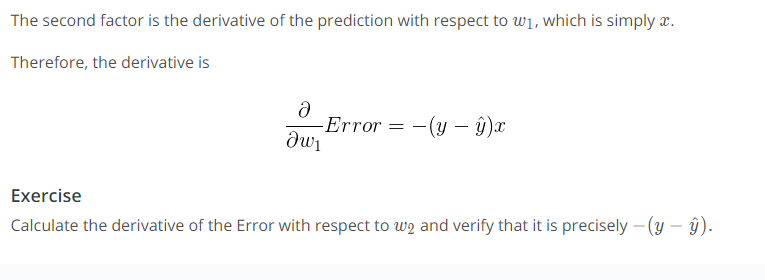 The second factor is the derivative of the prediction with respect to w₁, which is simply x.
Therefore, the derivative is
∂/∂w₁ Error = −(y − ŷ)x
Exercise
Calculate the derivative of the Error with respect to w₂ and verify that it is precisely −(y − ŷ).